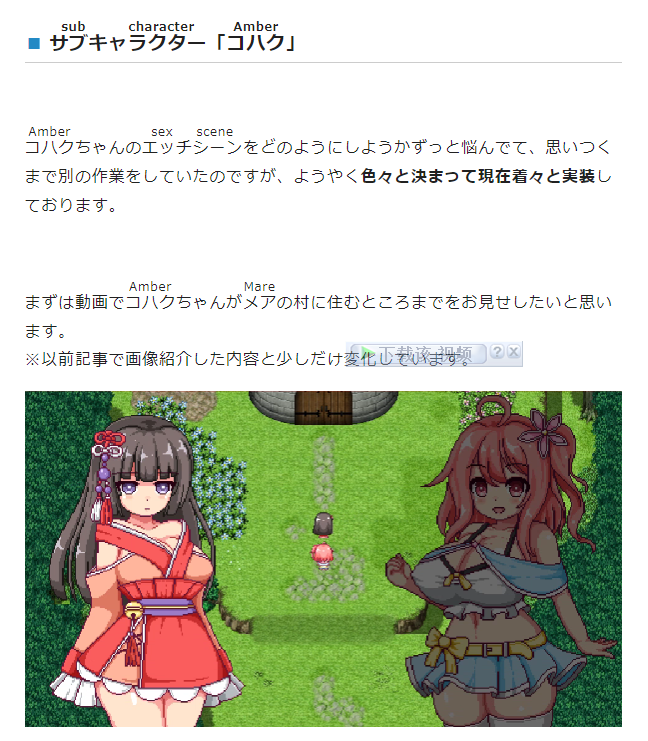 sub character Amber
■ サブキャラクター「コハク」
Amber sex scene
コハクちゃんのエッチシーンをどのようにしようかずっと悩んでて、思いつく
まで別の作業をしていたのですが、ようやく色々と決まって現在着々と実装し
ております。
Amber Mare
まずは動画でコハクちゃんがメアの村に住むところまでをお見せしたいと思い
ます。
※以前記事で画像紹介した内容と少しだけ変化しています。
下载该视频 ? X